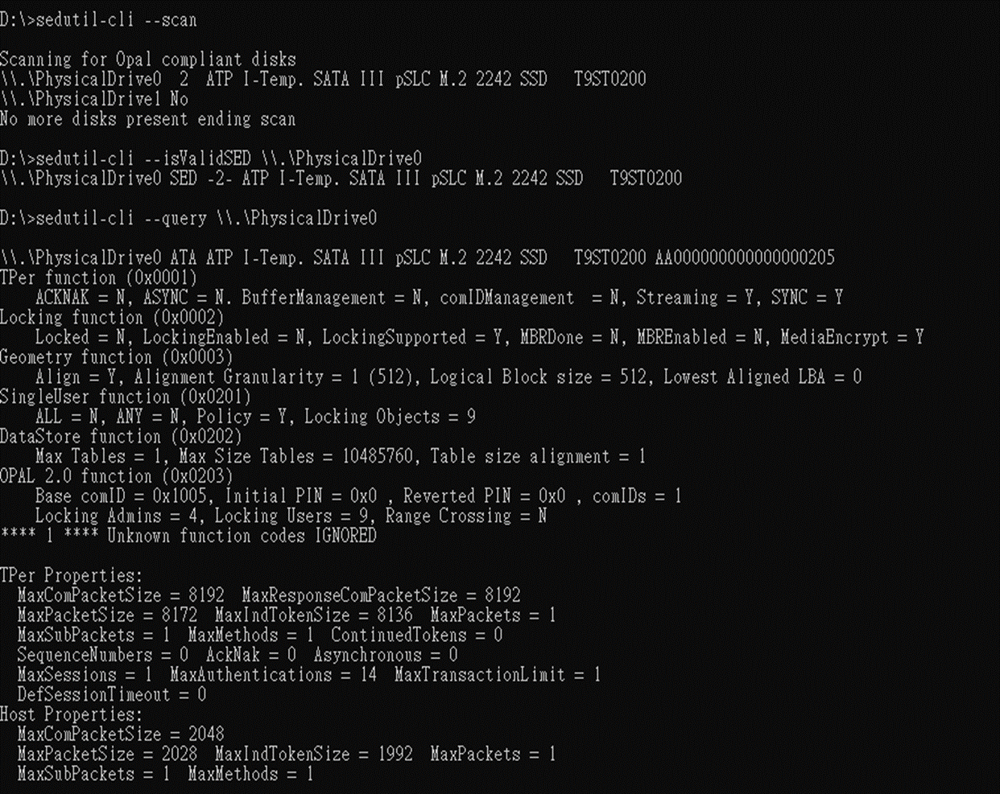 D:\>sedutil-cli --scan
Scanning for Opal compliant disks
\\.\PhysicalDrive0  2  ATP I-Temp. SATA III pSLC M.2 2242 SSD   T9ST0200
\\.\PhysicalDrive1 No
No more disks present ending scan
D:\>sedutil-cli --isValidSED \\.\PhysicalDrive0
\\.\PhysicalDrive0 SED -2- ATP I-Temp. SATA III pSLC M.2 2242 SSD   T9ST0200
D:\>sedutil-cli --query \\.\PhysicalDrive0
\\.\PhysicalDrive0 ATA ATP I-Temp. SATA III pSLC M.2 2242 SSD   T9ST0200 AA000000000000000205
TPer function (0x0001)
    ACKNAK = N, ASYNC = N. BufferManagement = N, comIDManagement  = N, Streaming = Y, SYNC = Y
Locking function (0x0002)
    Locked = N, LockingEnabled = N, LockingSupported = Y, MBRDone = N, MBREnabled = N, MediaEncrypt = Y
Geometry function (0x0003)
    Align = Y, Alignment Granularity = 1 (512), Logical Block size = 512, Lowest Aligned LBA = 0
SingleUser function (0x0201)
    ALL = N, ANY = N, Policy = Y, Locking Objects = 9
DataStore function (0x0202)
    Max Tables = 1, Max Size Tables = 10485760, Table size alignment = 1
OPAL 2.0 function (0x0203)
    Base comID = 0x1005, Initial PIN = 0x0 , Reverted PIN = 0x0 , comIDs = 1
    Locking Admins = 4, Locking Users = 9, Range Crossing = N
**** 1 **** Unknown function codes IGNORED
TPer Properties:
  MaxComPacketSize = 8192  MaxResponseComPacketSize = 8192
  MaxPacketSize = 8172  MaxIndTokenSize = 8136  MaxPackets = 1
  MaxSubPackets = 1  MaxMethods = 1  ContinuedTokens = 0
  SequenceNumbers = 0  AckNak = 0  Asynchronous = 0
  MaxSessions = 1  MaxAuthentications = 14  MaxTransactionLimit = 1
  DefSessionTimeout = 0
Host Properties:
  MaxComPacketSize = 2048
  MaxPacketSize = 2028  MaxIndTokenSize = 1992  MaxPackets = 1
  MaxSubPackets = 1  MaxMethods = 1